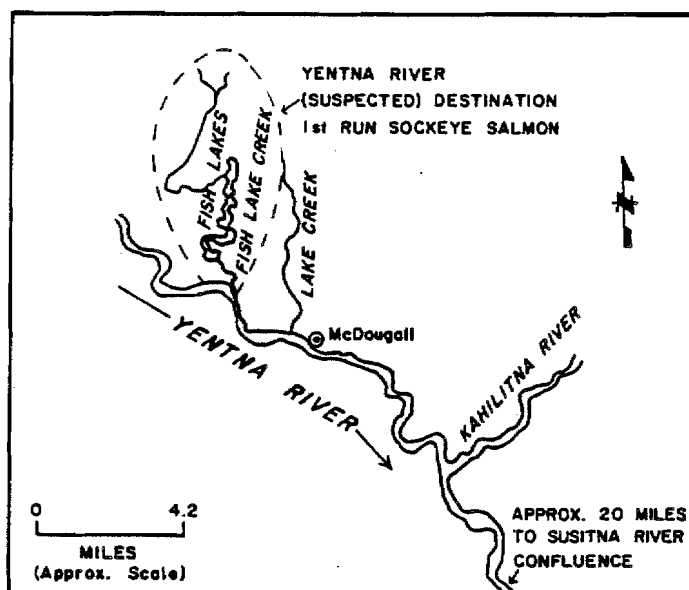 YENTNA RIVER
(SUSPECTED) DESTINATION
1st RUN SOCKEYE SALMON
FISH LAKES
FISH LAKE CREEK
LAKE CREEK
McDougall
YENTNA RIVER
KAHILITNA RIVER
0 4.2
MILES
(Approx. Scale)
APPROX. 20 MILES
TO SUSITNA RIVER
CONFLUENCE